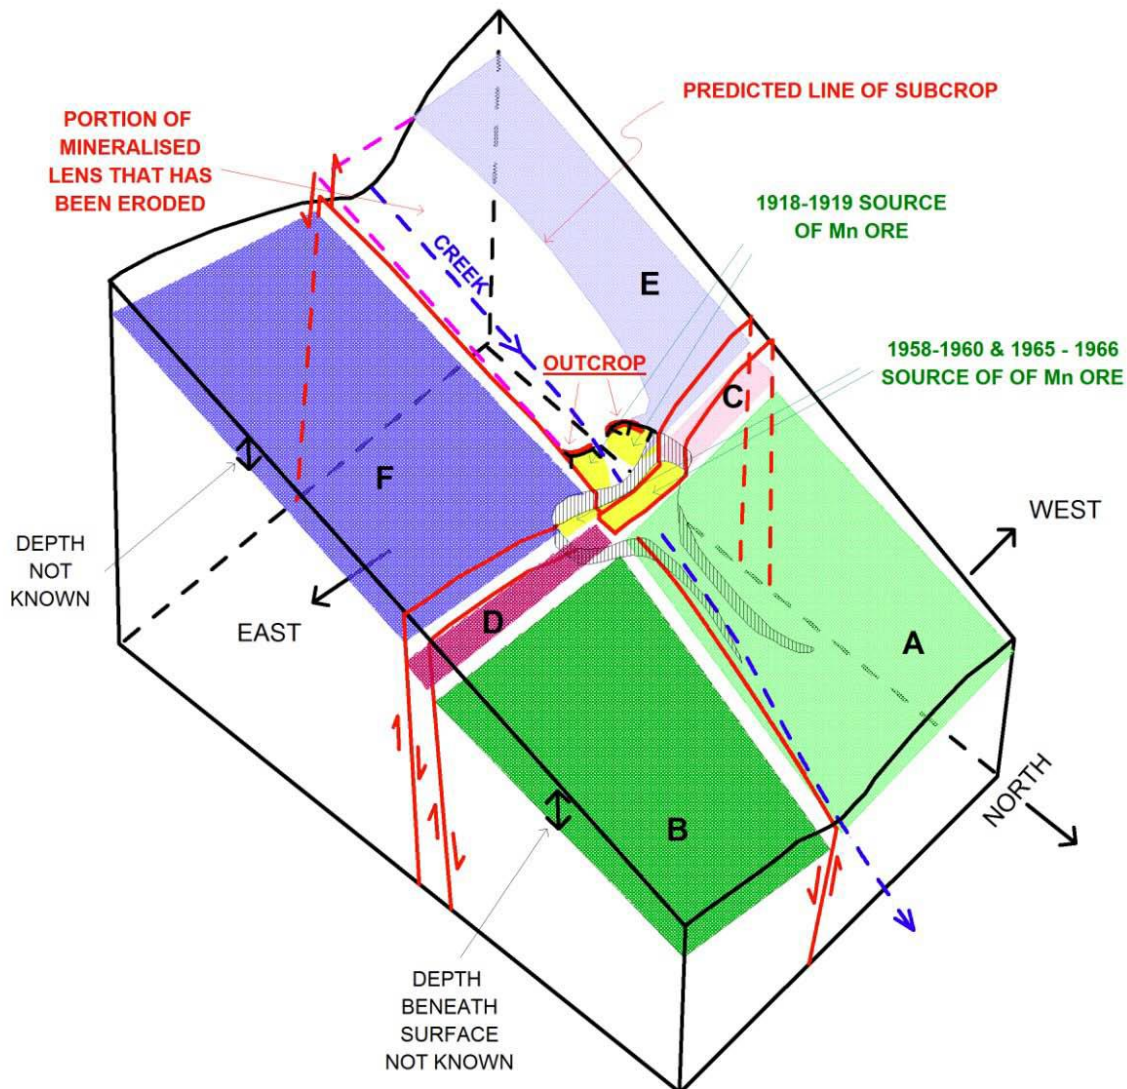 PREDICTED LINE OF SUBCROP
PORTION OF
MINERALISED
LENS THAT HAS
BEEN ERODED
1918-1919 SOURCE
OF Mn ORE
CREEK
E
1958-1960 & 1965 - 1966
SOURCE OF OF Mn ORE
OUTCROP
C
F
WEST
DEPTH
NOT
KNOWN
EAST
D
A
NORTH
B
DEPTH
BENEATH
SURFACE
NOT KNOWN